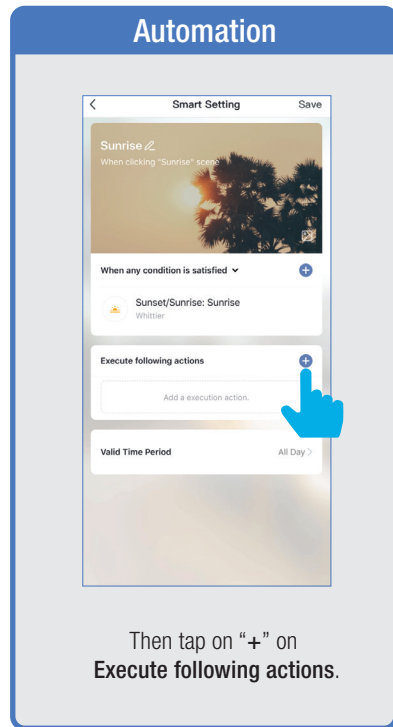 Automation
Smart Setting Save
Sunrise
When clicking "Sunrise" scene
When any condition is satisfied
Sunset/Sunrise: Sunrise
Whittier
Execute following actions
Add a execution action.
Valid Time Period All Day
Then tap on “+” on
Execute following actions.